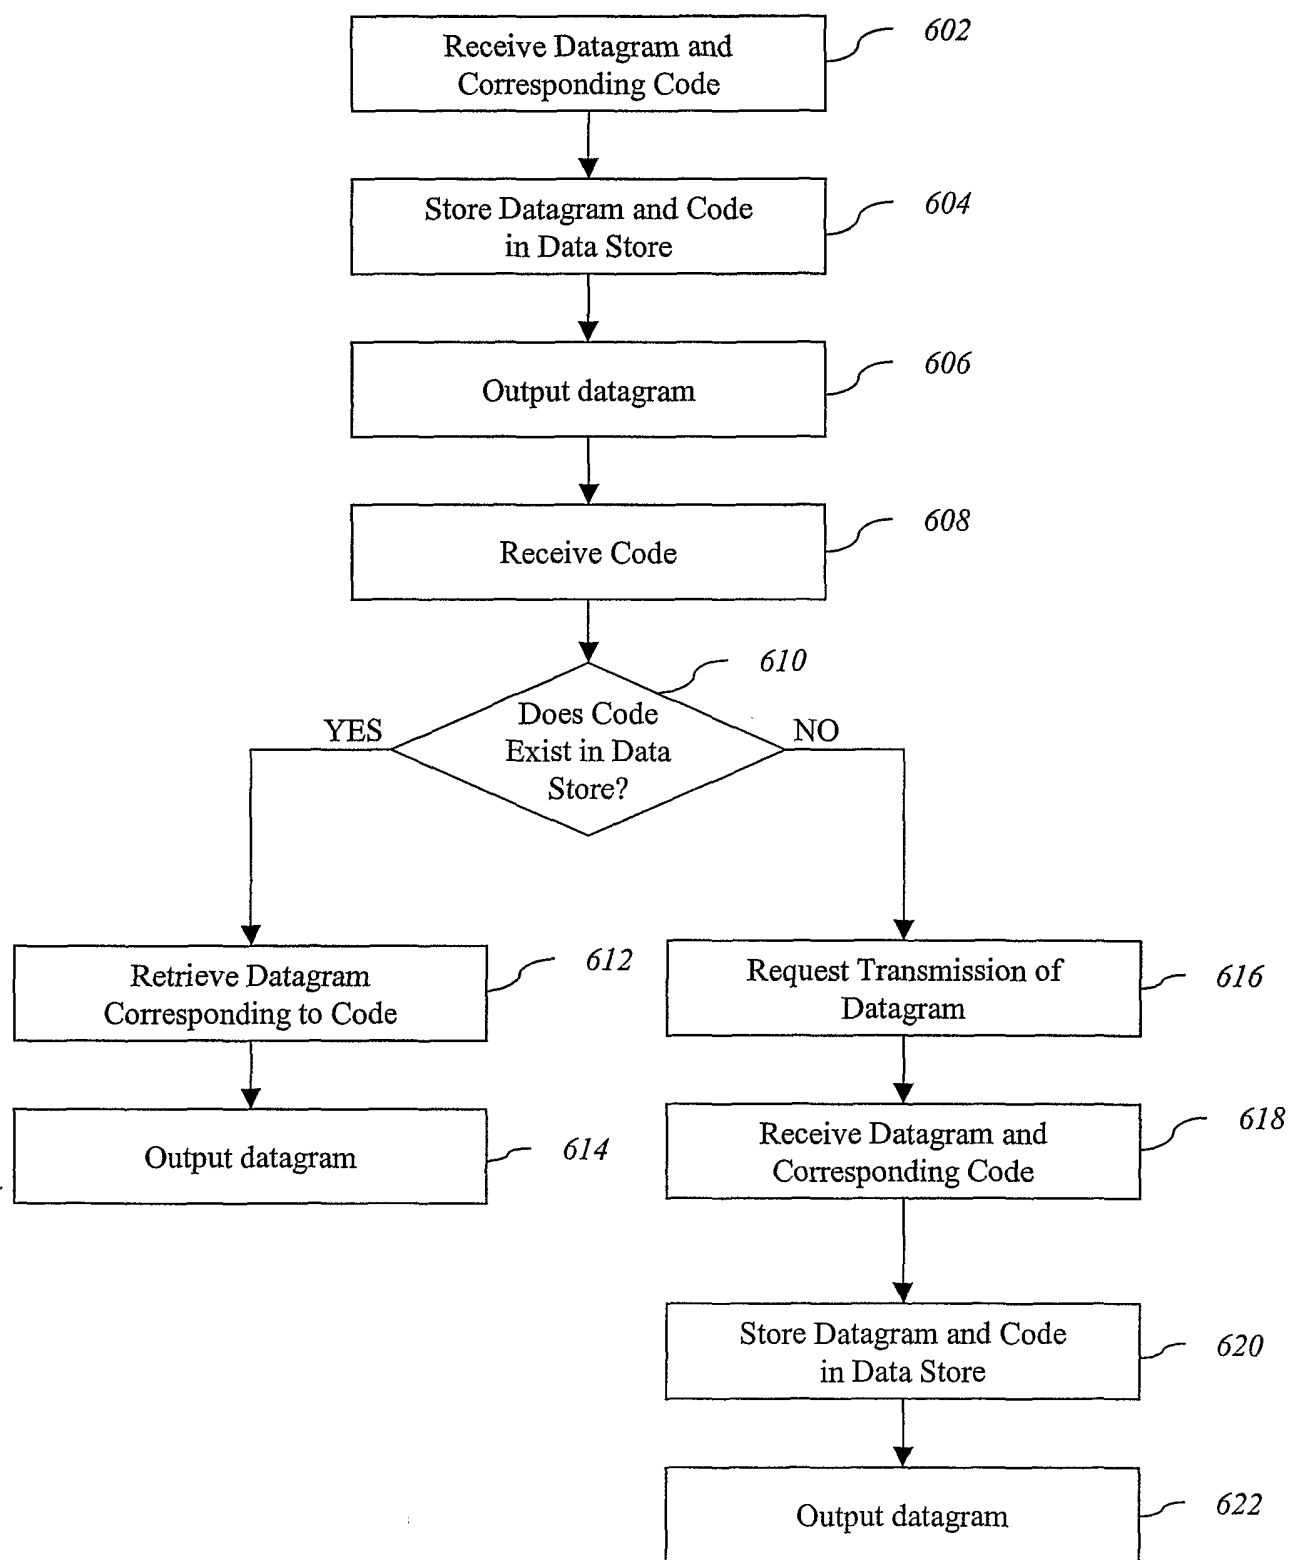 Receive Datagram and
Corresponding Code
602
Store Datagram and Code
in Data Store
604
Output datagram
606
Receive Code
608
610
Does Code
Exist in Data
Store?
YES
NO
Retrieve Datagram
Corresponding to Code
612
Output datagram
614
Request Transmission of
Datagram
616
Receive Datagram and
Corresponding Code
618
Store Datagram and Code
in Data Store
620
Output datagram
622